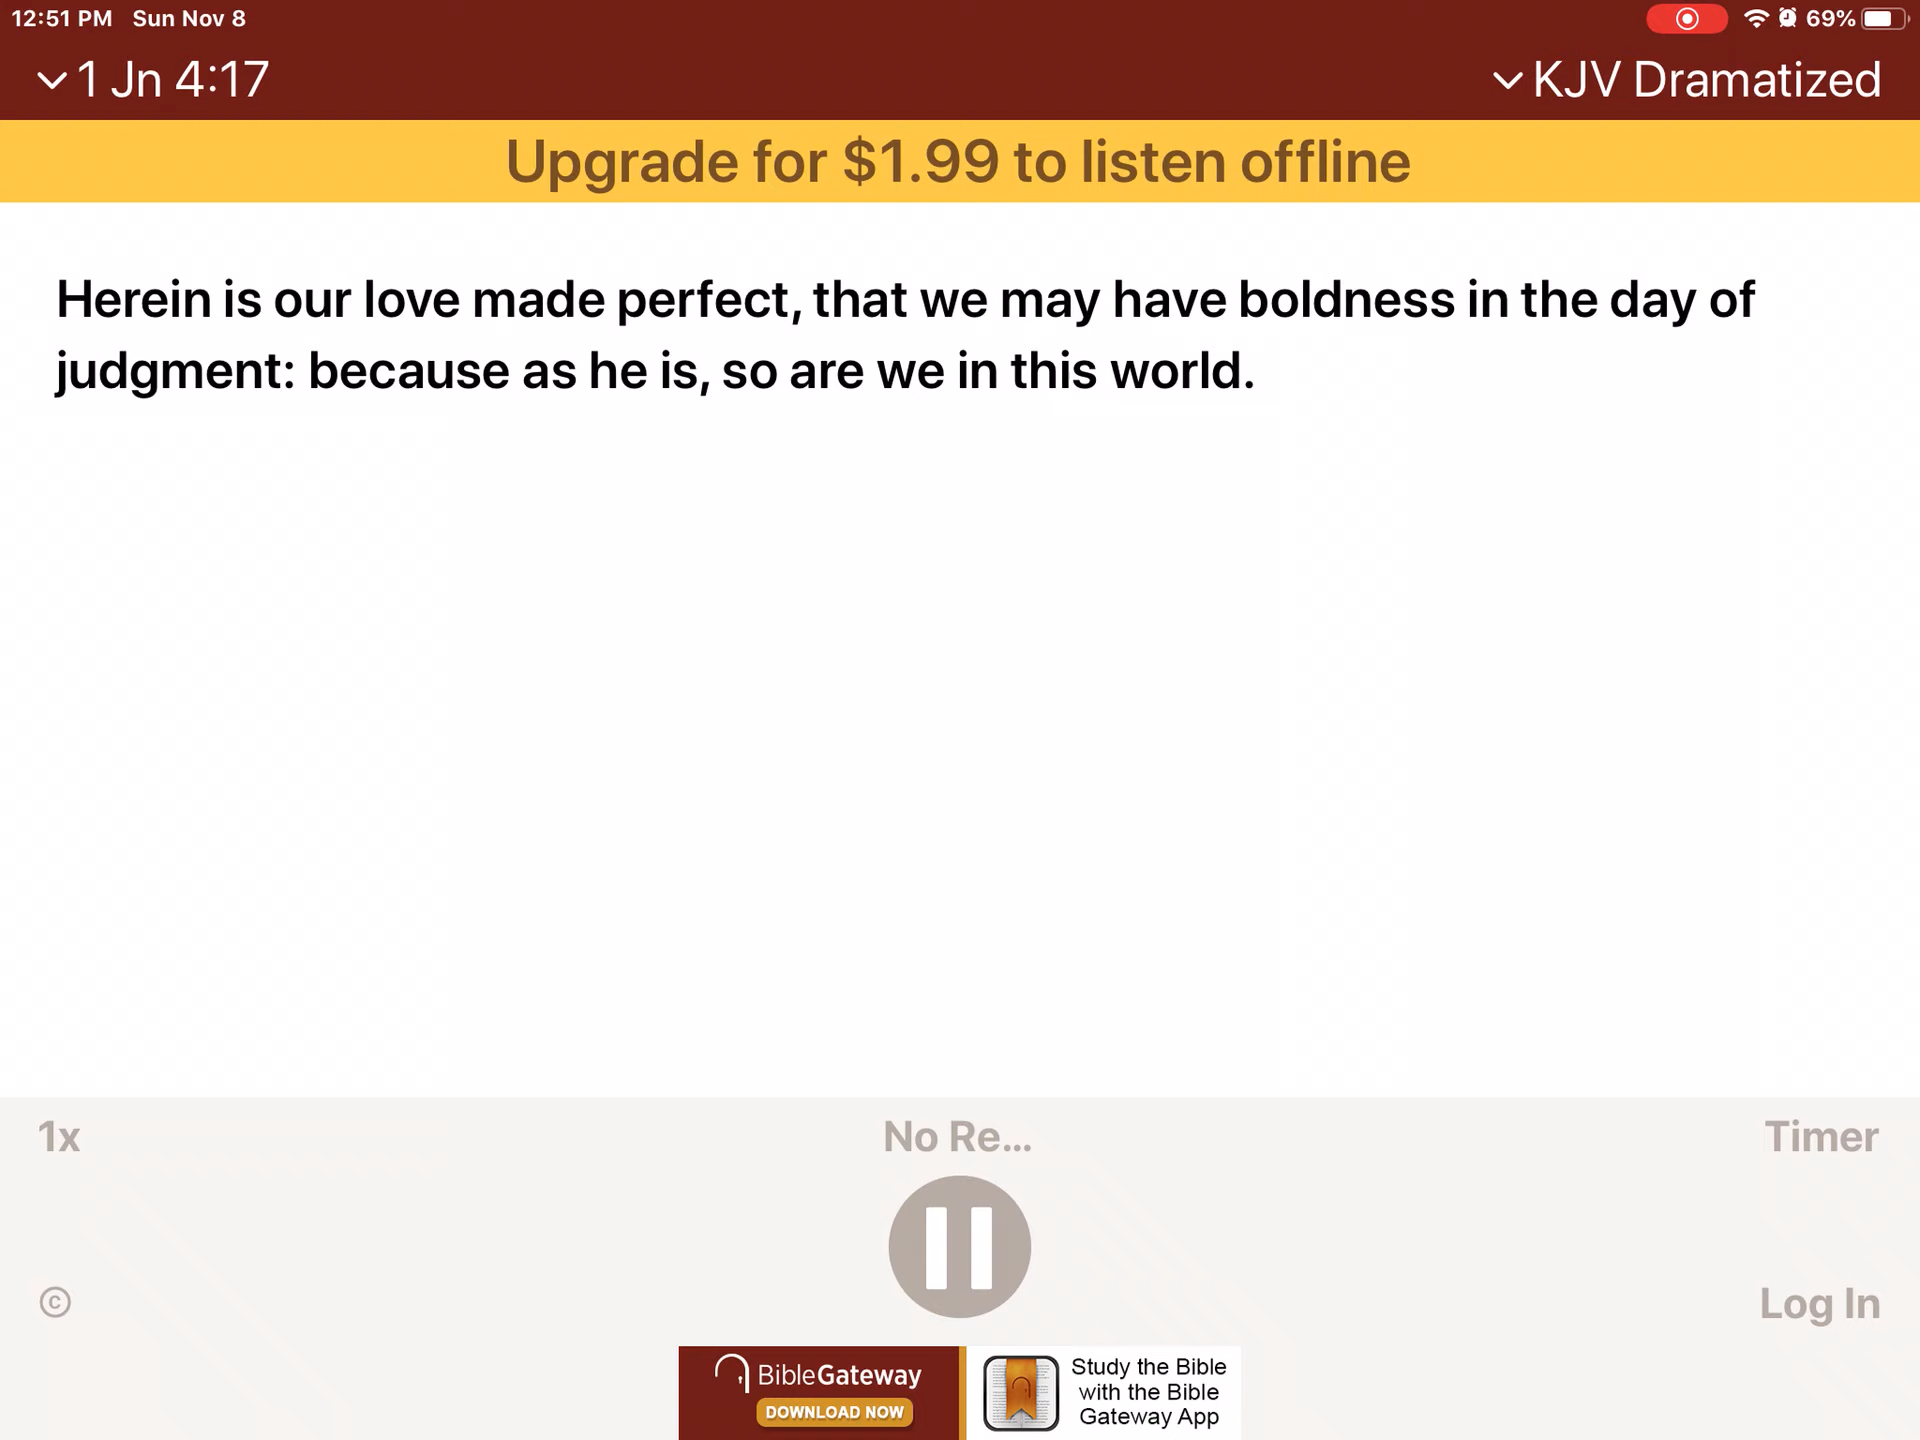 12:51 PM Sun Nov 8
69%
1 Jn 4:17
KJV Dramatized
Upgrade for $1.99 to listen offline
Herein is our love made perfect, that we may have boldness in the day of
judgment: because as he is, so are we in this world.
1x
No Re...
Timer
©
Log In
BibleGateway
DOWNLOAD NOW
Study the Bible
with the Bible
Gateway App